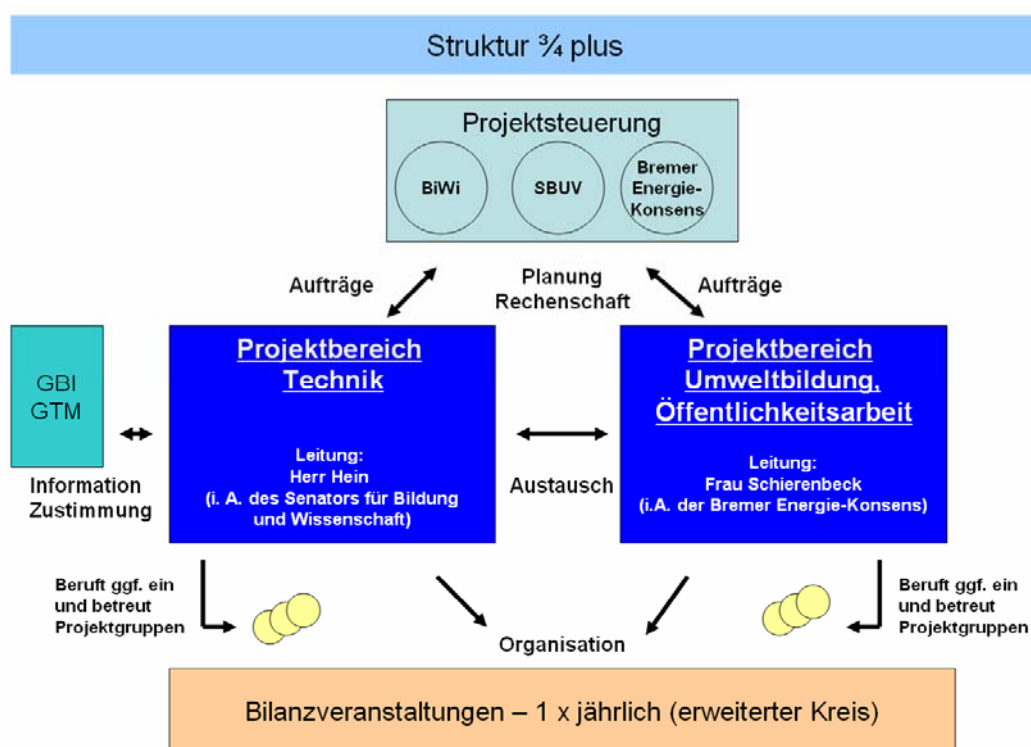 Struktur ¾ plus
Projektsteuerung
BiWi
SBUV
Bremer
Energie-
Konsens
Aufträge
Planung
Rechenschaft
Aufträge
GBI
GTM
Information
Zustimmung
Projektbereich
Technik
Leitung:
Herr Hein
(i. A. des Senators für Bildung
und Wissenschaft)
Austausch
Projektbereich
Umweltbildung,
Öffentlichkeitsarbeit
Leitung:
Frau Schierenbeck
(i.A. der Bremer Energie-Konsens)
Beruft ggf. ein
und betreut
Projektgruppen
Organisation
Beruft ggf. ein
und betreut
Projektgruppen
Bilanzveranstaltungen – 1 x jährlich (erweiterter Kreis)